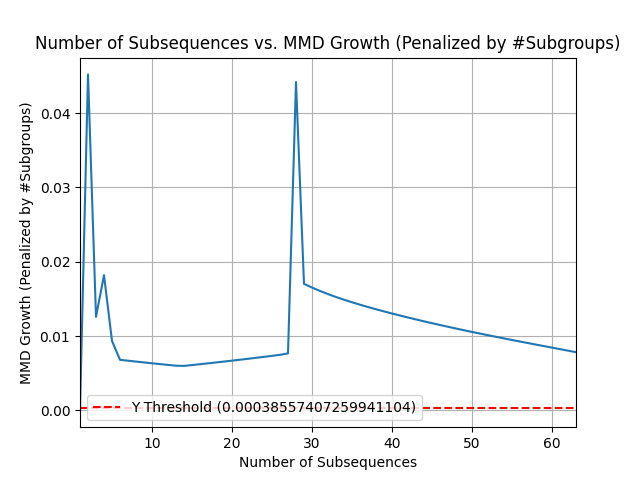 Number of Subsequences vs. MMD Growth (Penalized by #Subgroups)
MMD Growth (Penalized by #Subgroups)
0.04
0.03
0.02
0.01
0.00
Y Threshold (0.00038557407259941104)
10 20 30 40 50 60
Number of Subsequences